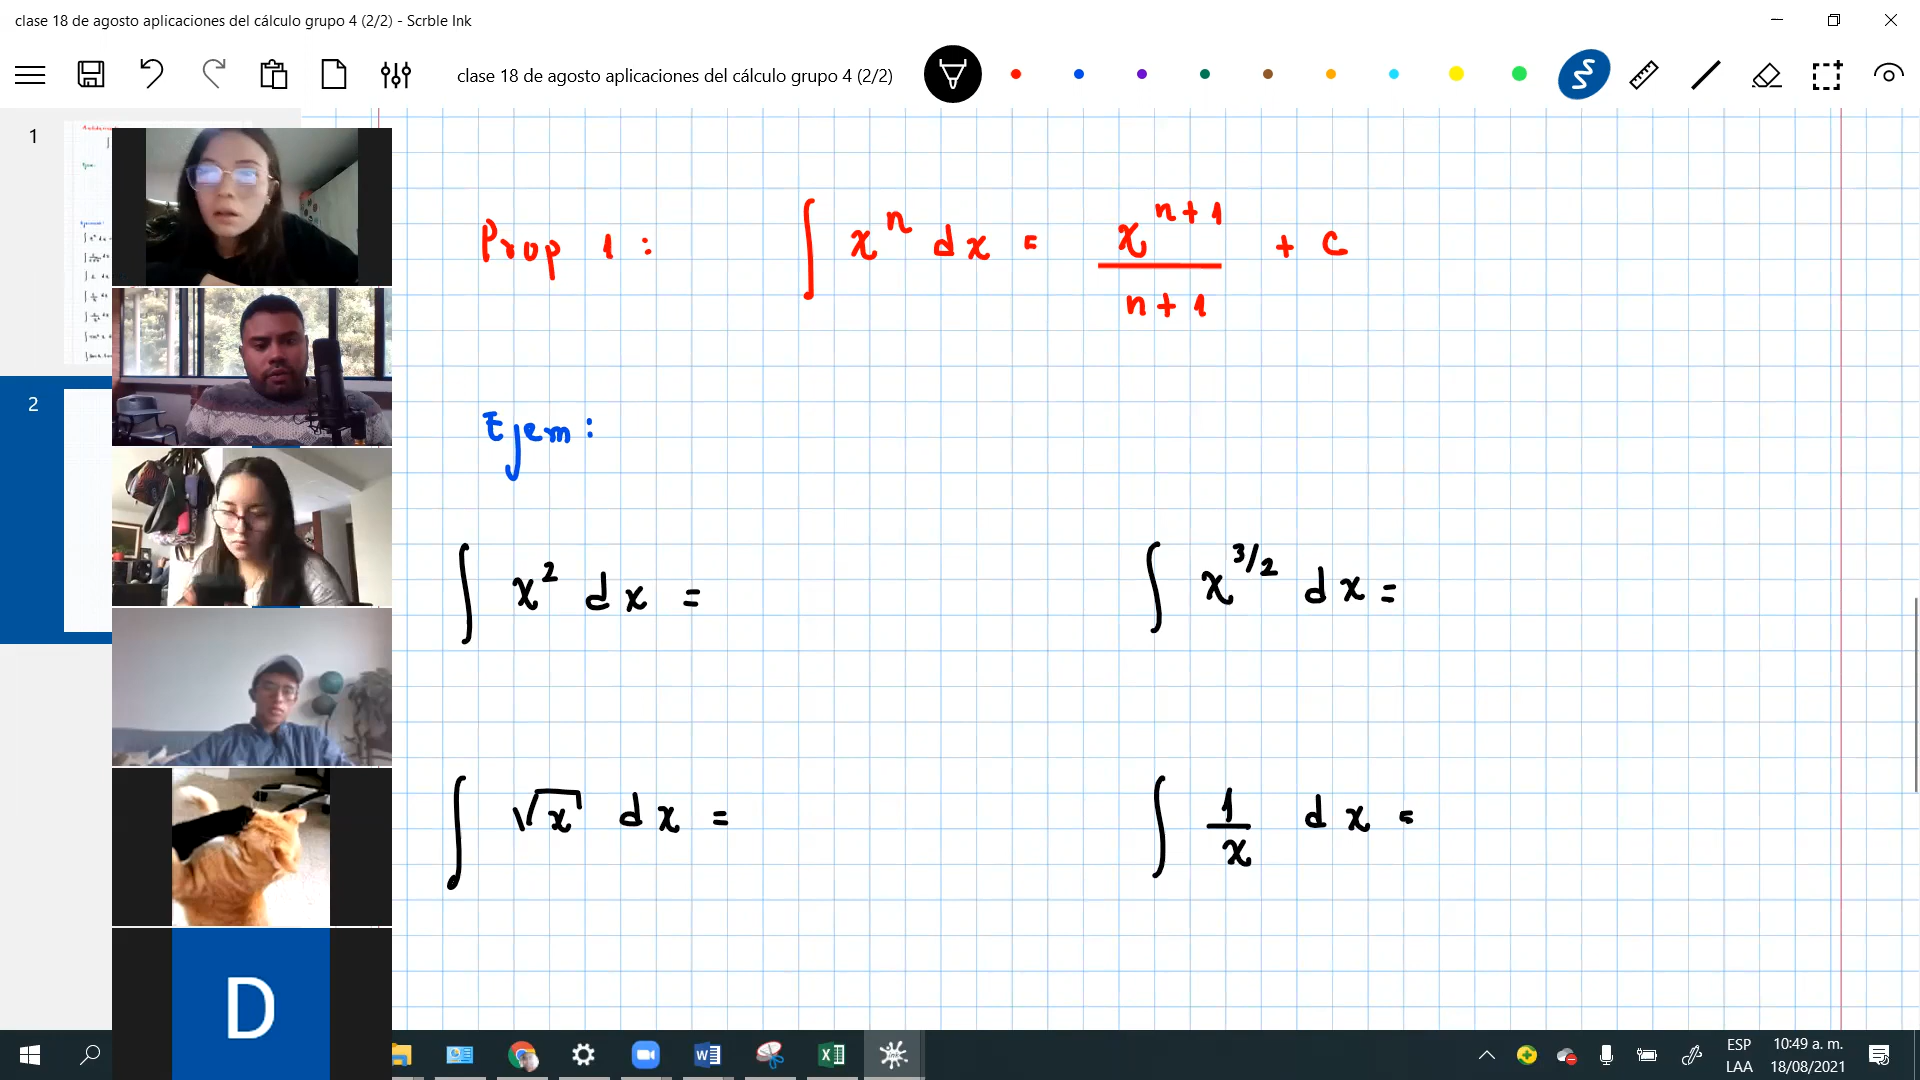 clase 18 de agosto aplicaciones del cálculo grupo 4 (2/2) - Scrble Ink
clase 18 de agosto aplicaciones del cálculo grupo 4 (2/2)
1
2
Prop 1: ∫ x^n dx = x^(n+1)/(n+1) + c
Ejem:
∫ x^2 dx =
∫ x^(3/2) dx =
∫ √x dx =
∫ 1/x dx =
D
ESP
LAA
10:49 a. m.
18/08/2021